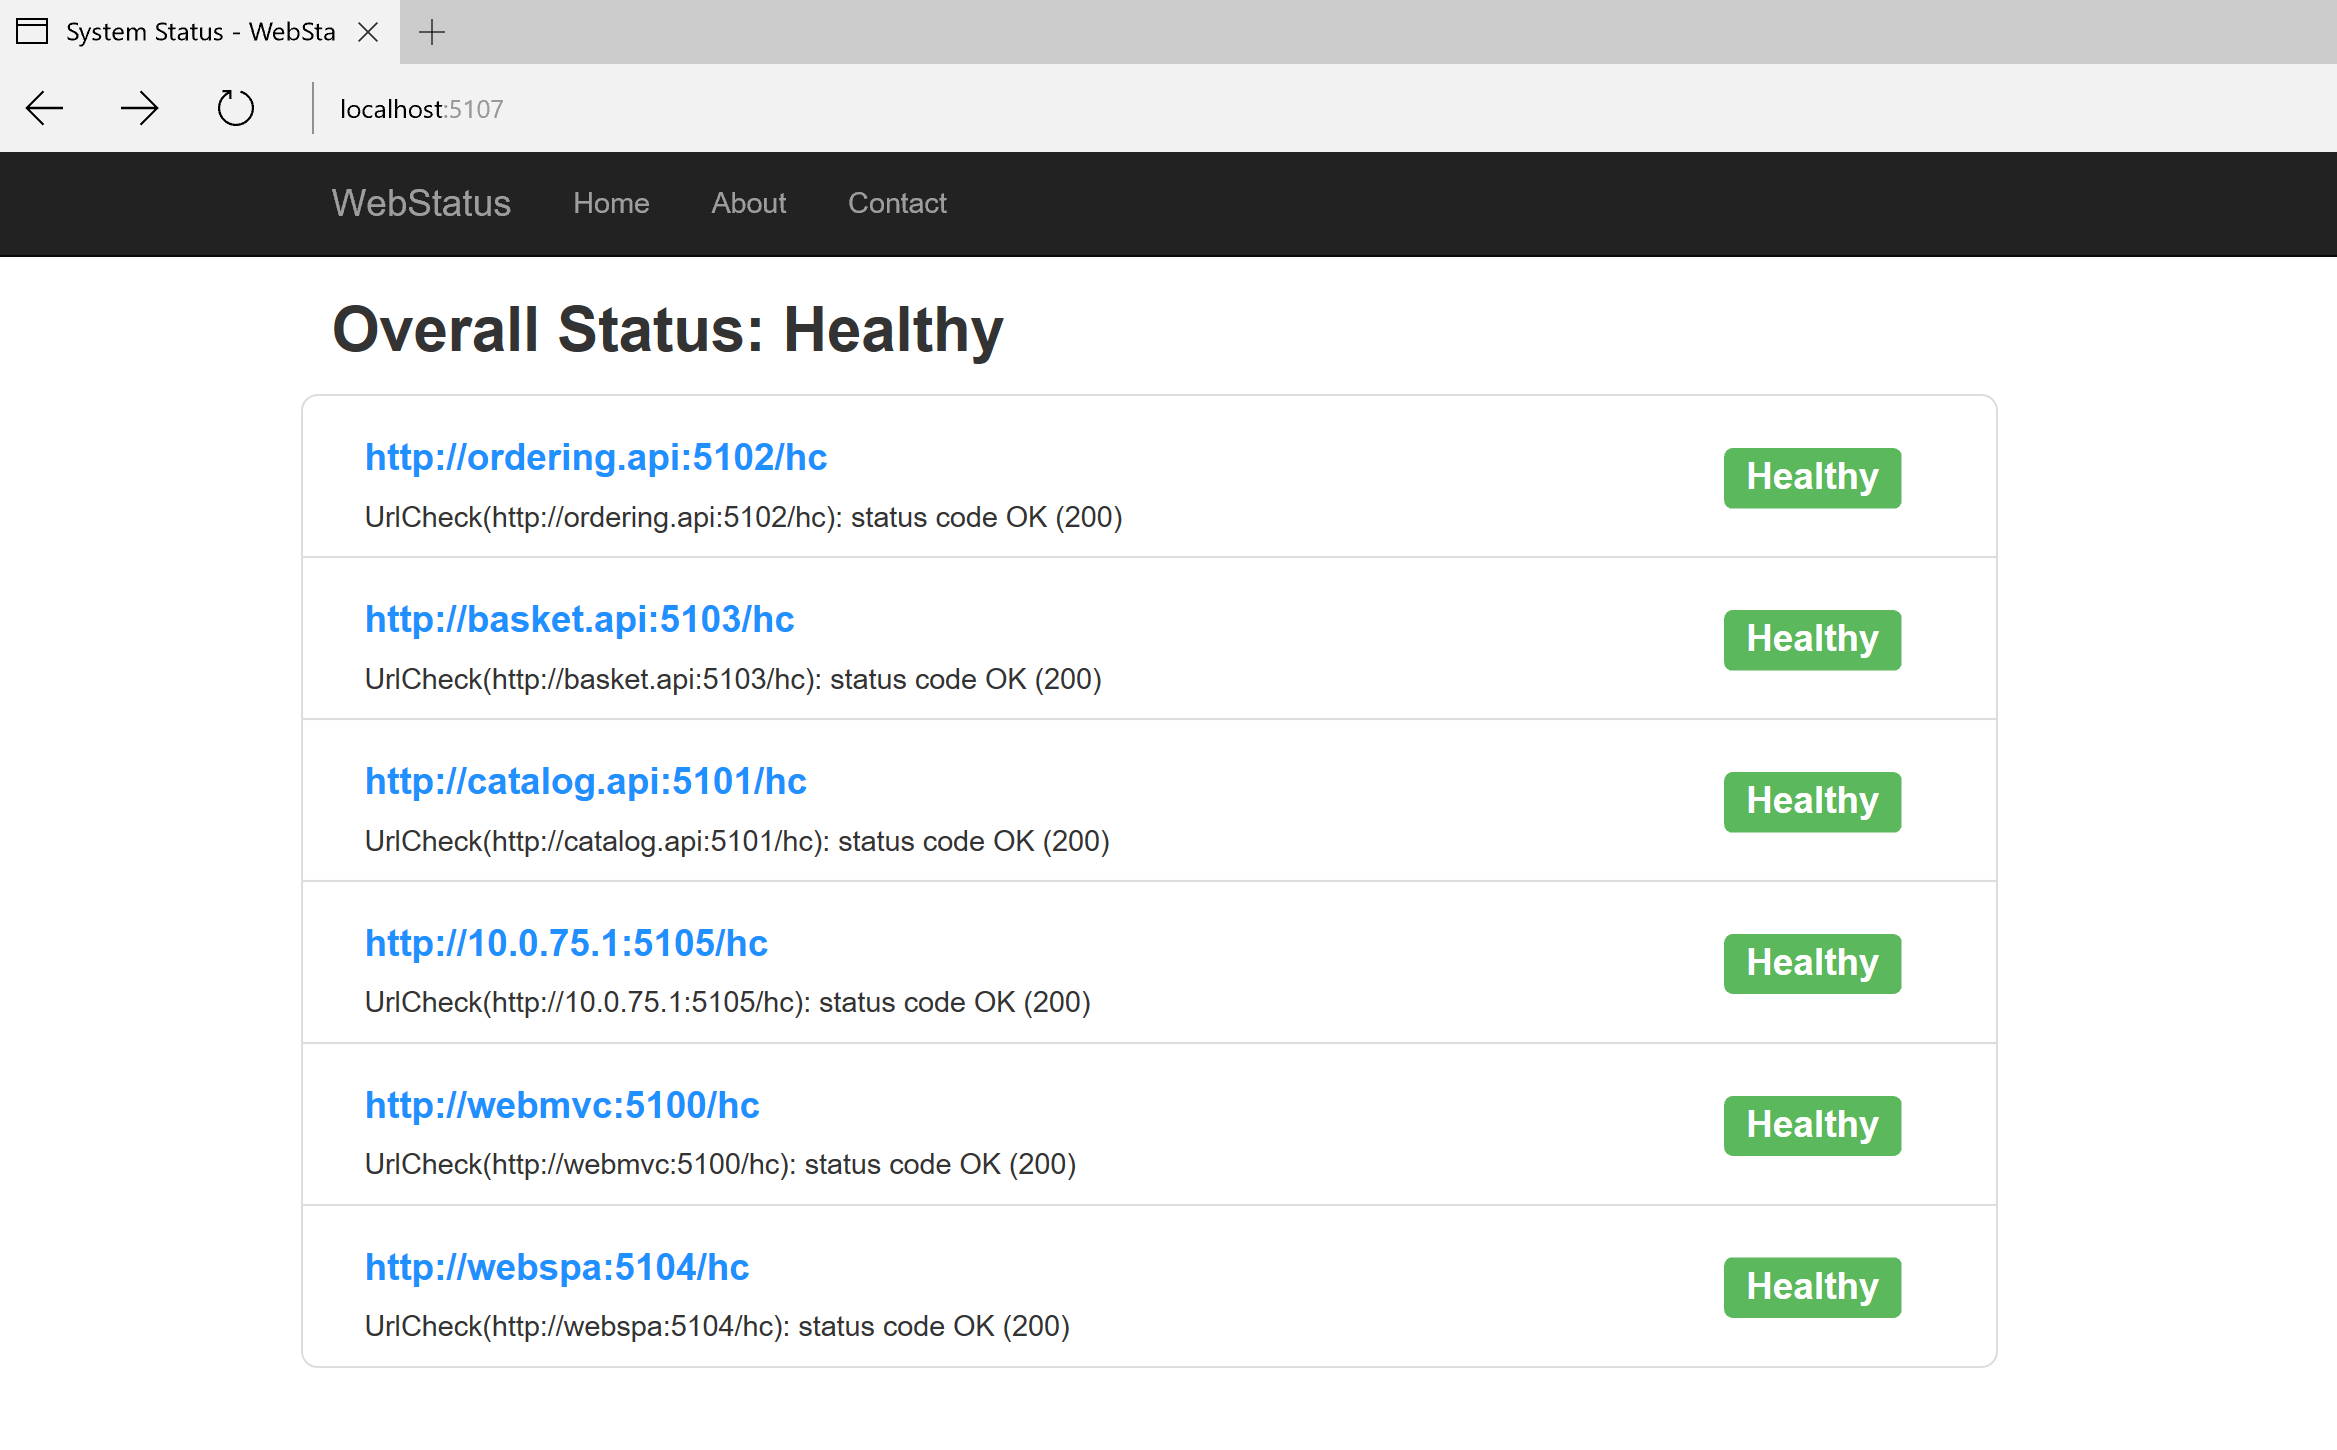 System Status - WebSta
localhost:5107
WebStatus Home About Contact
Overall Status: Healthy
http://ordering.api:5102/hc
Healthy
UrlCheck(http://ordering.api:5102/hc): status code OK (200)
http://basket.api:5103/hc
Healthy
UrlCheck(http://basket.api:5103/hc): status code OK (200)
http://catalog.api:5101/hc
Healthy
UrlCheck(http://catalog.api:5101/hc): status code OK (200)
http://10.0.75.1:5105/hc
Healthy
UrlCheck(http://10.0.75.1:5105/hc): status code OK (200)
http://webmvc:5100/hc
Healthy
UrlCheck(http://webmvc:5100/hc): status code OK (200)
http://webspa:5104/hc
Healthy
UrlCheck(http://webspa:5104/hc): status code OK (200)